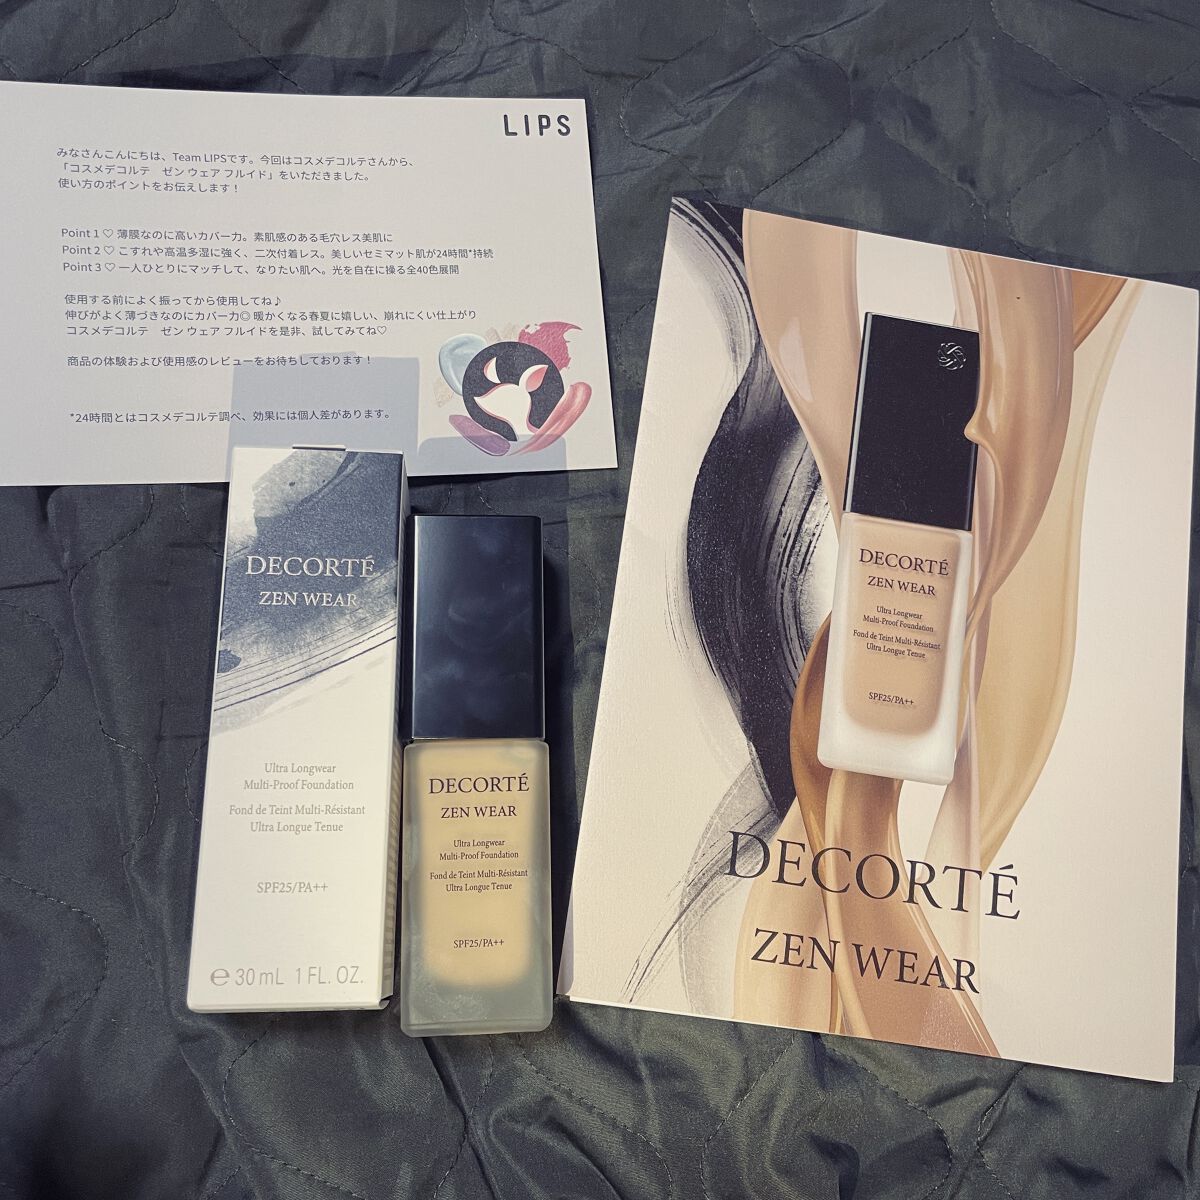 LIPS
みなさんこんにちは、Team LIPSです。今回はコスメデコルテさんから、
「コスメデコルテ　ゼン ウェア フルイド」をいただきました。
使い方のポイントをお伝えします！
Point 1 ♡ 薄膜なのに高いカバー力。素肌感のある毛穴レス美肌に
Point 2 ♡ こすれや高温多湿に強く、二次付着レス。美しいセミマット肌が24時間*持続
Point 3 ♡ 一人ひとりにマッチして、なりたい肌へ。光を自在に操る全40色展開
使用する前によく振ってから使用してね♪
伸びがよく薄づきなのにカバー力◎ 暖かくなる春夏に嬉しい、崩れにくい仕上がり
コスメデコルテ　ゼン ウェア フルイドを是非、試してみてね♡
商品の体験および使用感のレビューをお待ちしております！
*24時間とはコスメデコルテ調べ、効果には個人差があります。
DECORTÉ
ZEN WEAR
Ultra Longwear
Multi-Proof Foundation
Fond de Teint Multi-Résistant
Ultra Longue Tenue
SPF25/PA++
℮ 30 mL 1 FL. OZ.
DECORTÉ
ZEN WEAR
Ultra Longwear
Multi-Proof Foundation
Fond de Teint Multi-Résistant
Ultra Longue Tenue
SPF25/PA++
DECORTÉ
ZEN WEAR
Ultra Longwear
Multi-Proof Foundation
Fond de Teint Multi-Résistant
Ultra Longue Tenue
SPF25/PA++
DECORTÉ
ZEN WEAR